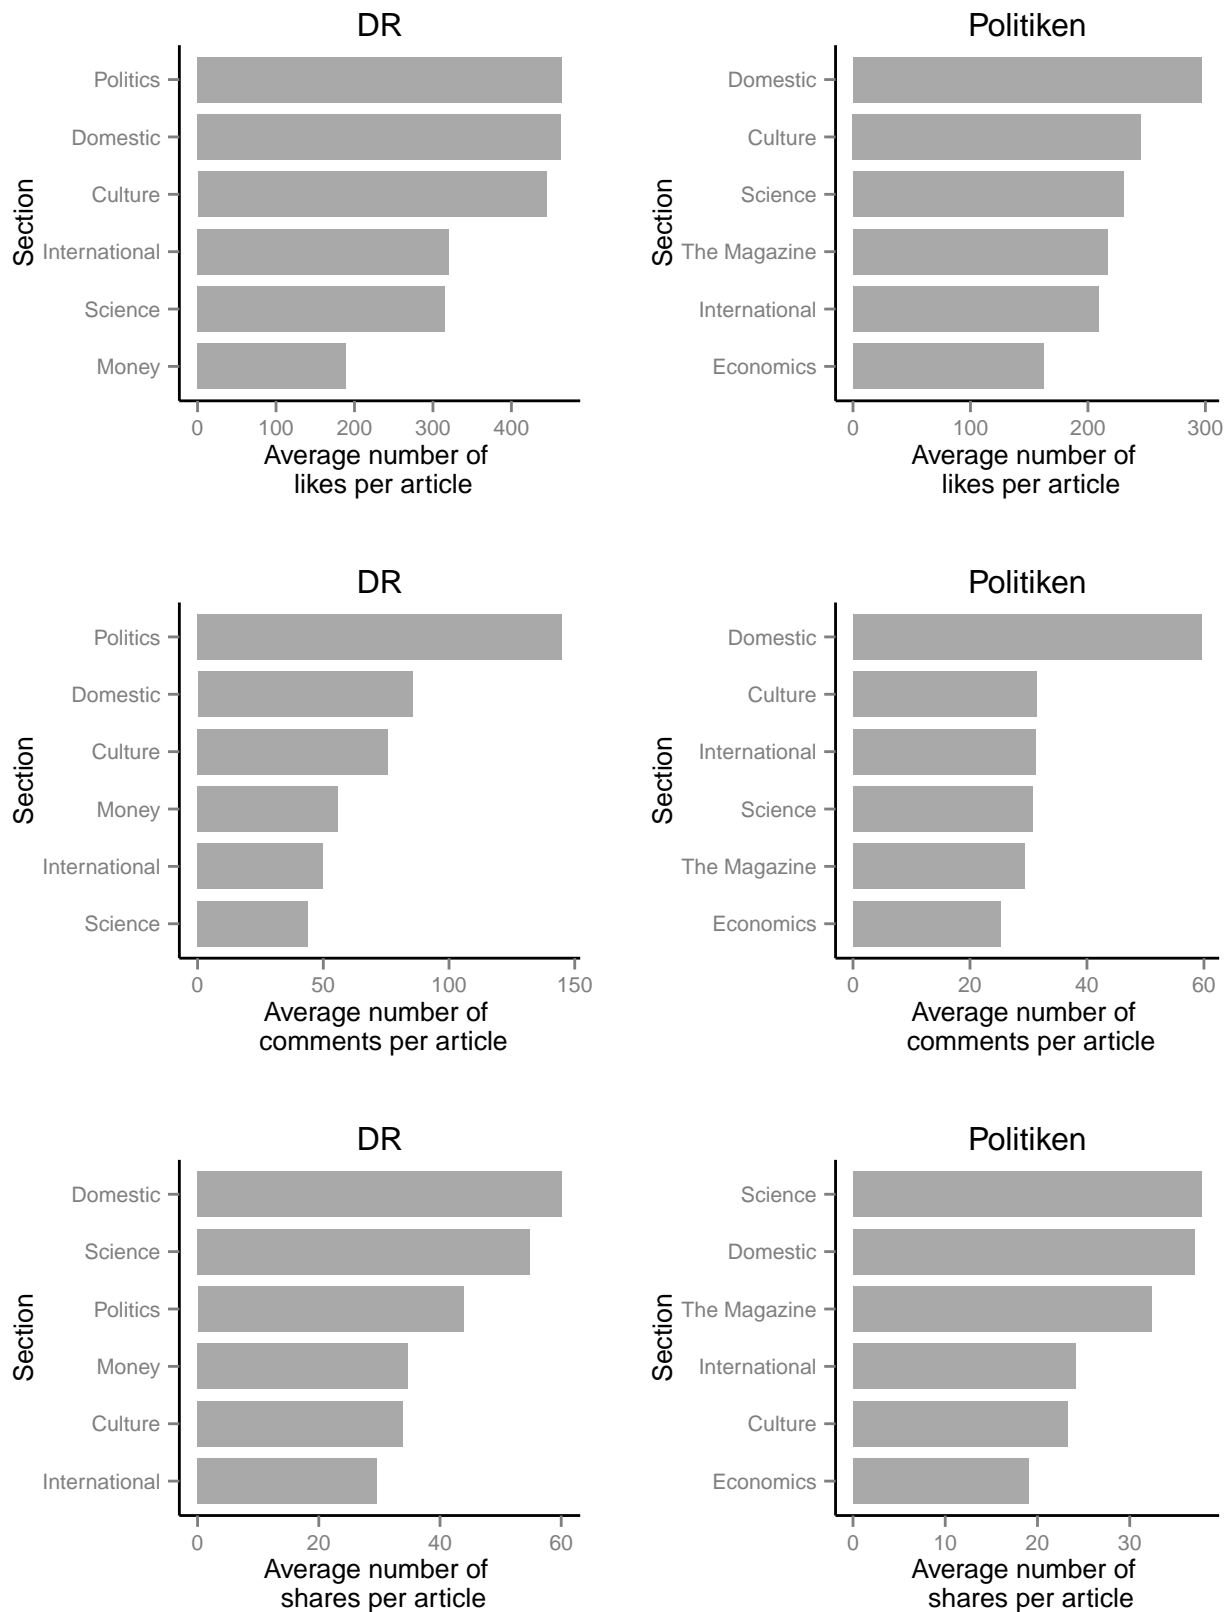 DR
Section
Politics
Domestic
Culture
International
Science
Money
0 100 200 300 400
Average number of
likes per article
Politiken
Section
Domestic
Culture
Science
The Magazine
International
Economics
0 100 200 300
Average number of
likes per article
DR
Section
Politics
Domestic
Culture
Money
International
Science
0 50 100 150
Average number of
comments per article
Politiken
Section
Domestic
Culture
International
Science
The Magazine
Economics
0 20 40 60
Average number of
comments per article
DR
Section
Domestic
Science
Politics
Money
Culture
International
0 20 40 60
Average number of
shares per article
Politiken
Section
Science
Domestic
The Magazine
International
Culture
Economics
0 10 20 30
Average number of
shares per article